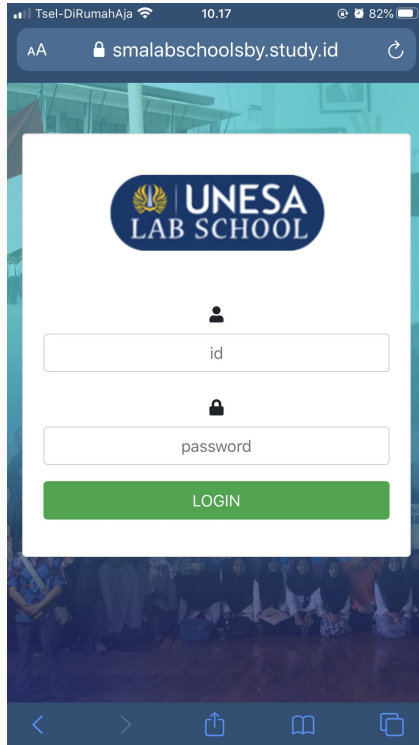 Tsel-DiRumahAja 10.17 82%
AA smalabschoolsby.study.id
UNESA
LAB SCHOOL
id
password
LOGIN